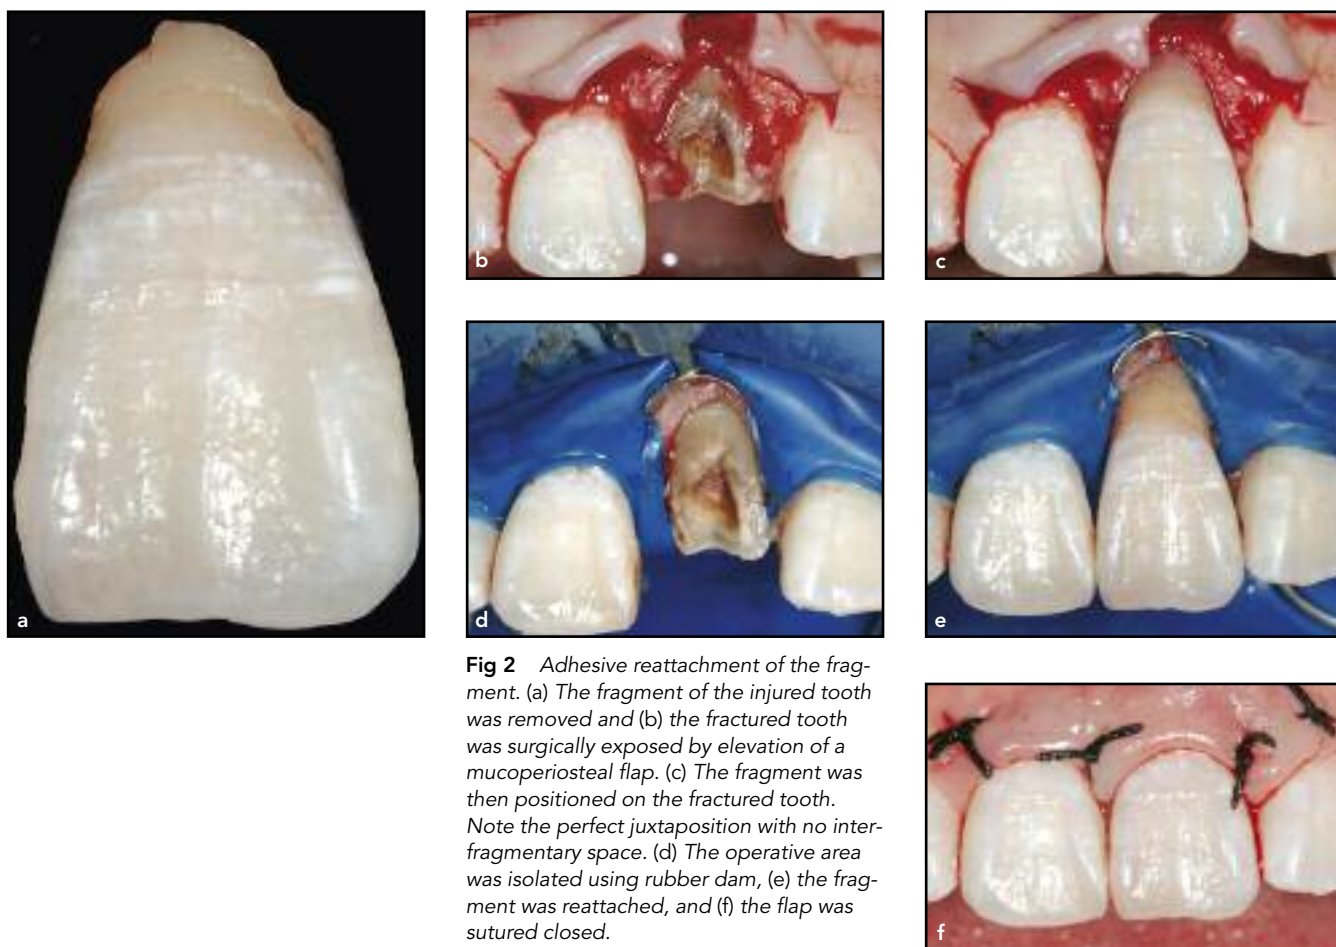 a
b
c
d
e
Fig 2 Adhesive reattachment of the frag-
ment. (a) The fragment of the injured tooth
was removed and (b) the fractured tooth
was surgically exposed by elevation of a
mucoperiosteal flap. (c) The fragment was
then positioned on the fractured tooth.
Note the perfect juxtaposition with no inter-
fragmentary space. (d) The operative area
was isolated using rubber dam, (e) the frag-
ment was reattached, and (f) the flap was
sutured closed.
f